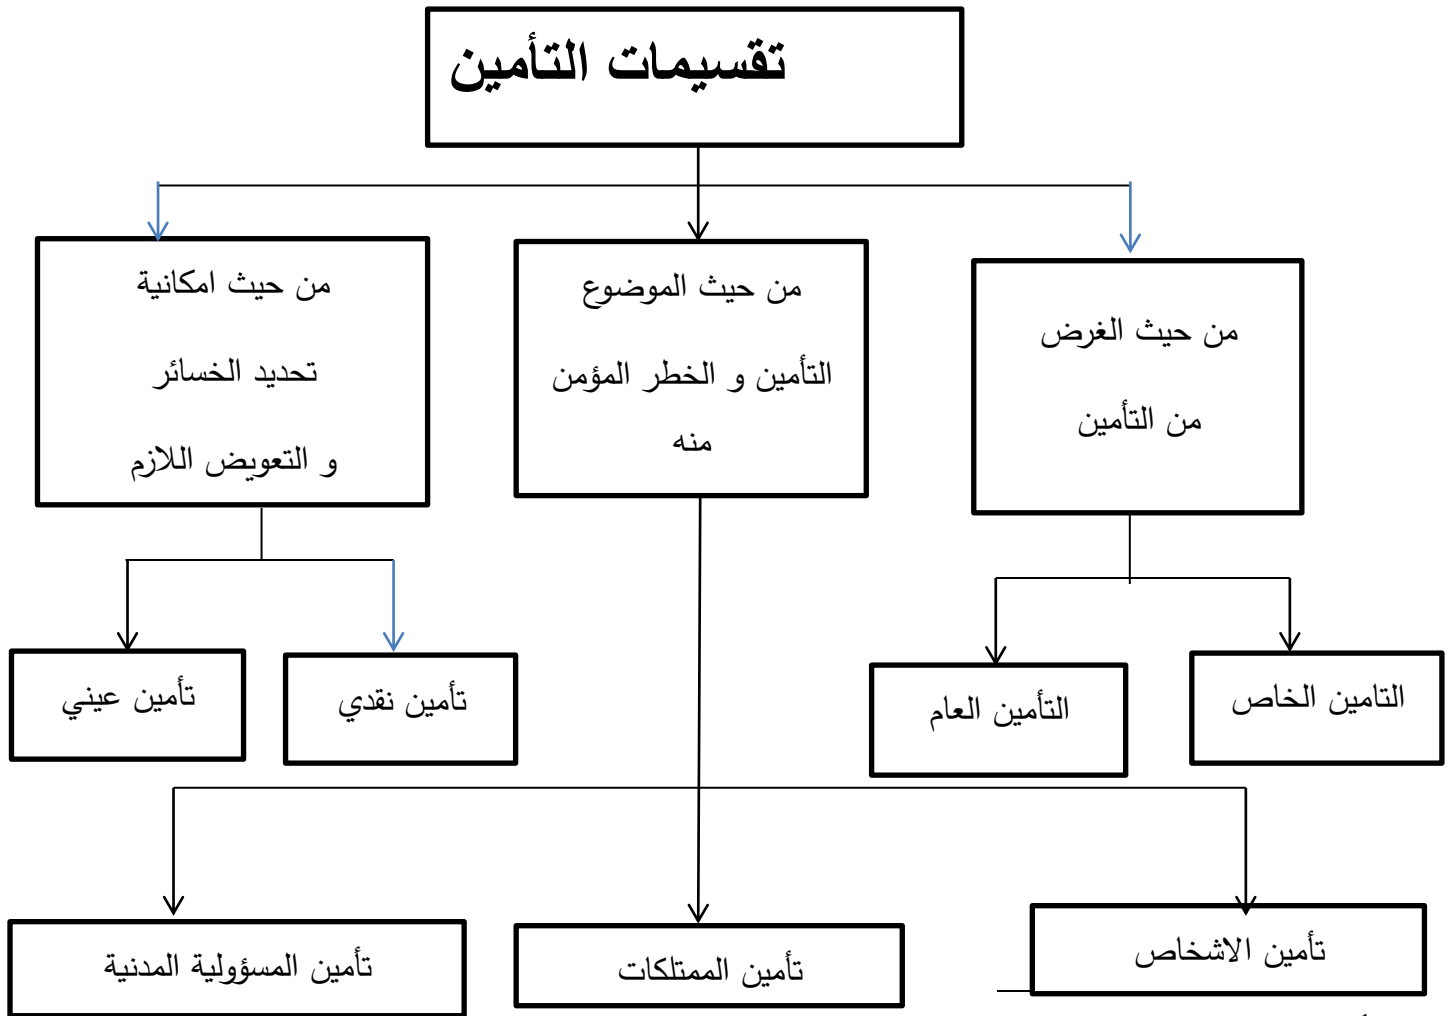 تقسيمات التأمين
من حيث الغرض
من التأمين
من حيث الموضوع
التأمين و الخطر المؤمن
منه
من حيث امكانية
تحديد الخسائر
و التعويض اللازم
التامين الخاص
التأمين العام
تأمين نقدي
تأمين عيني
تأمين الاشخاص
تأمين الممتلكات
تأمين المسؤولية المدنية